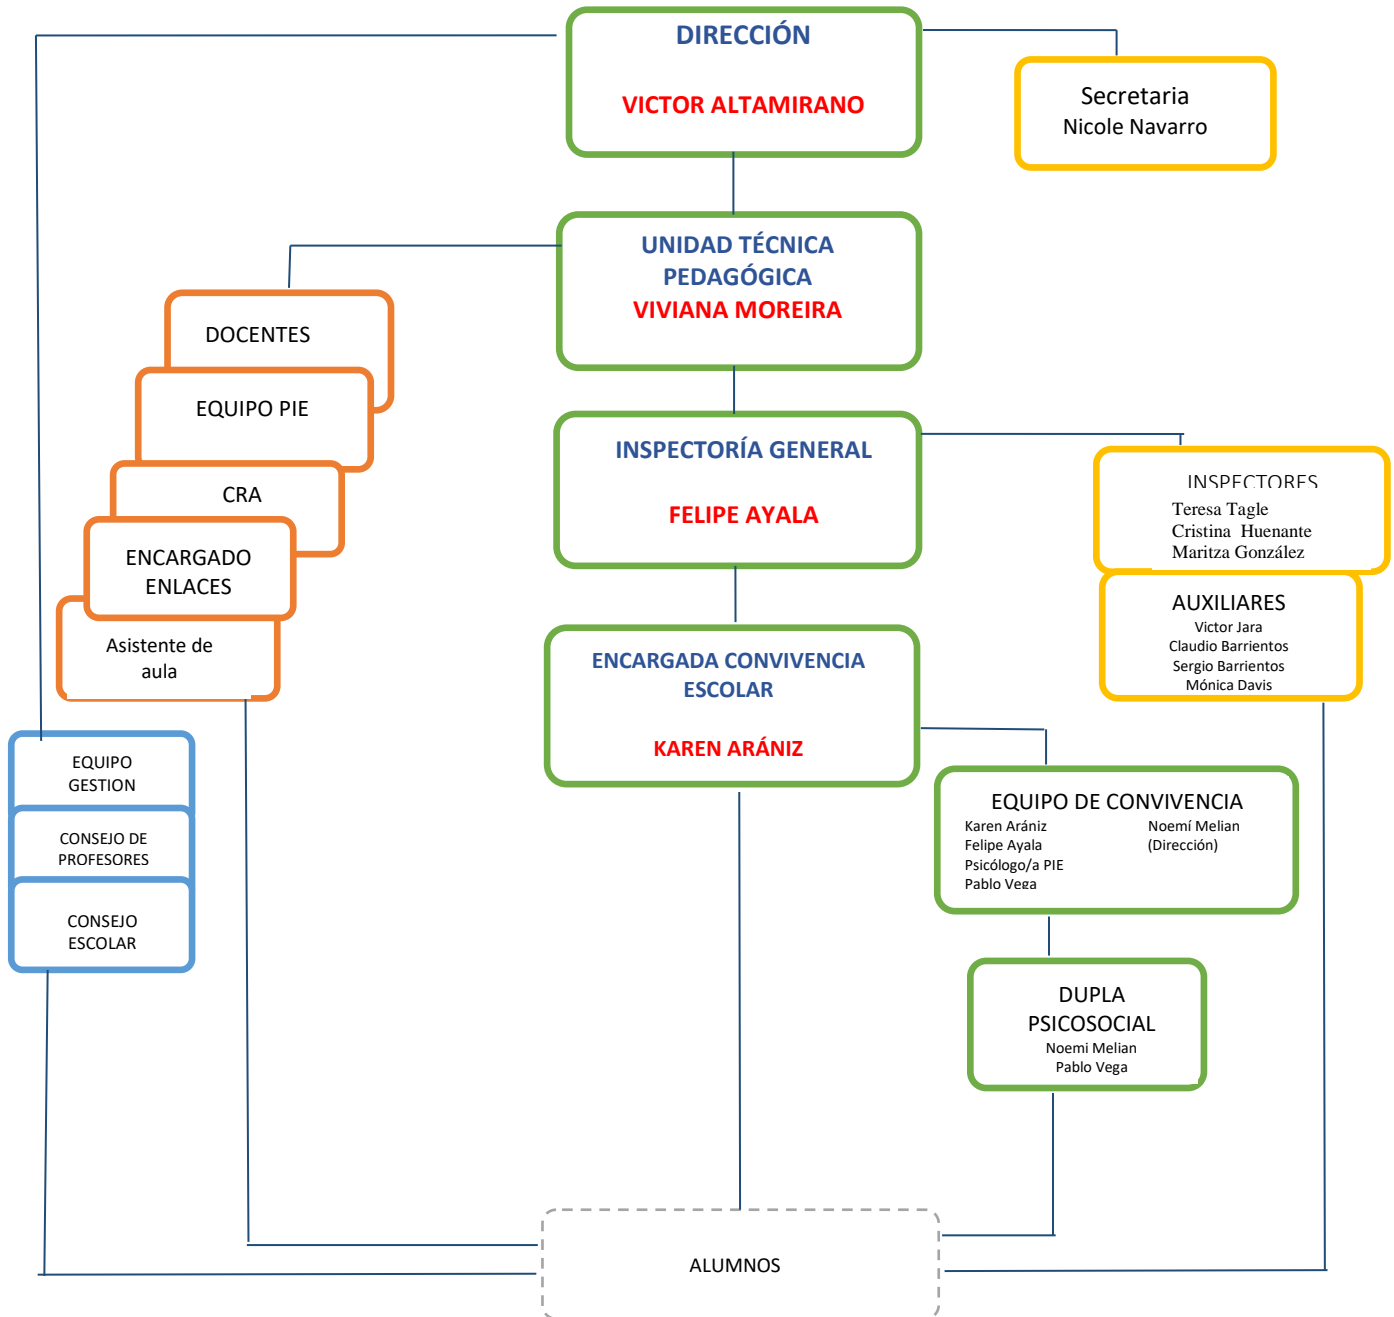 DIRECCIÓN
VICTOR ALTAMIRANO
Secretaria
Nicole Navarro
UNIDAD TÉCNICA
PEDAGÓGICA
VIVIANA MOREIRA
DOCENTES
EQUIPO PIE
CRA
ENCARGADO
ENLACES
Asistente de
aula
INSPECTORÍA GENERAL
FELIPE AYALA
INSPECTORES
Teresa Tagle
Cristina Huenante
Maritza González
AUXILIARES
Victor Jara
Claudio Barrientos
Sergio Barrientos
Mónica Davis
ENCARGADA CONVIVENCIA
ESCOLAR
KAREN ARÁNIZ
EQUIPO
GESTION
CONSEJO DE
PROFESORES
CONSEJO
ESCOLAR
EQUIPO DE CONVIVENCIA
Karen Arániz
Felipe Ayala
Psicólogo/a PIE
Pablo Vega
Noemí Melian
(Dirección)
DUPLA
PSICOSOCIAL
Noemi Melian
Pablo Vega
ALUMNOS